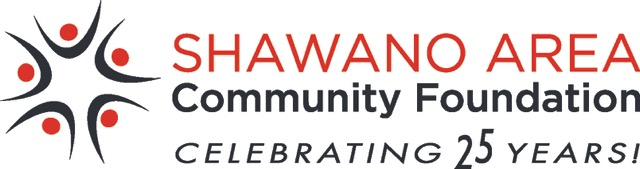 SHAWANO AREA
Community Foundation
CELEBRATING 25 YEARS!